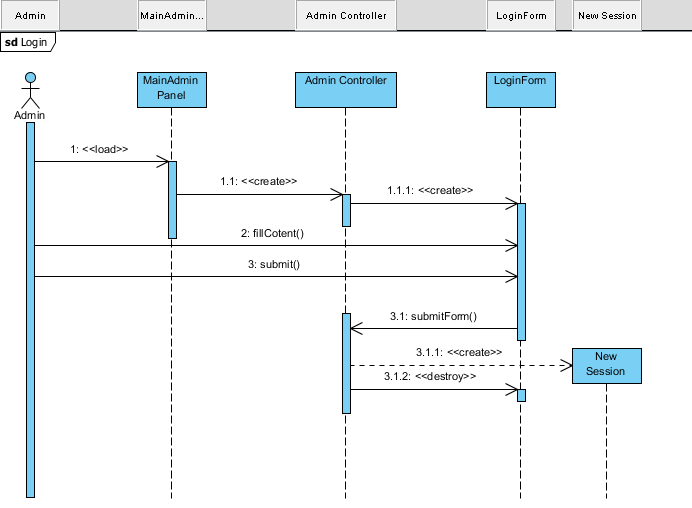 Admin
MainAdmin...
Admin Controller
LoginForm
New Session
sd Login
MainAdmin
Panel
Admin Controller
LoginForm
Admin
1: <<load>>
1.1: <<create>>
1.1.1: <<create>>
2: fillCotent()
3: submit()
3.1: submitForm()
3.1.1: <<create>>
New
Session
3.1.2: <<destroy>>